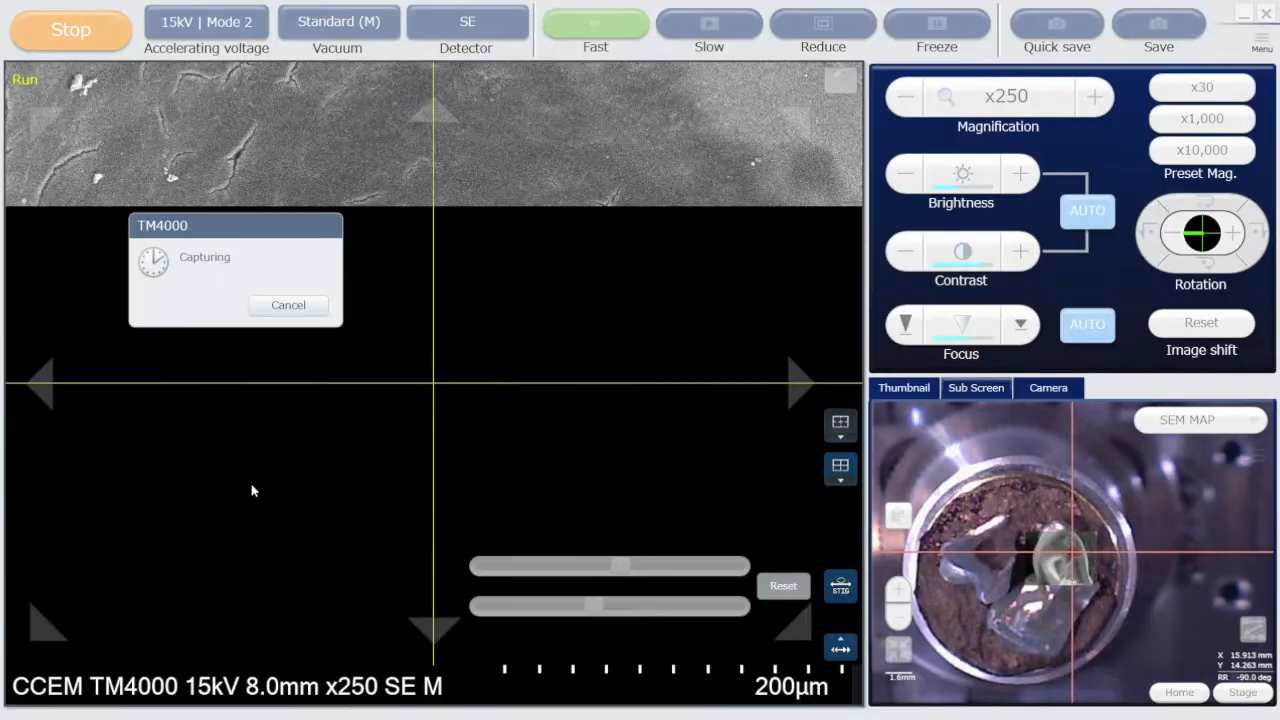 Stop
15kV | Mode 2
Accelerating voltage
Standard (M)
Vacuum
SE
Detector
Fast
Slow
Reduce
Freeze
Quick save
Save
Menu
Run
TM4000
Capturing
Cancel
Reset
STIG
CCEM TM4000 15kV 8.0mm x250 SE M
200µm
x250
Magnification
x30
x1,000
x10,000
Preset Mag.
Brightness
AUTO
Contrast
Rotation
Focus
AUTO
Reset
Image shift
Thumbnail
Sub Screen
Camera
SEM MAP
1.6mm
X 15.913 mm
Y 14.263 mm
RR -90.0 deg
Home
Stage